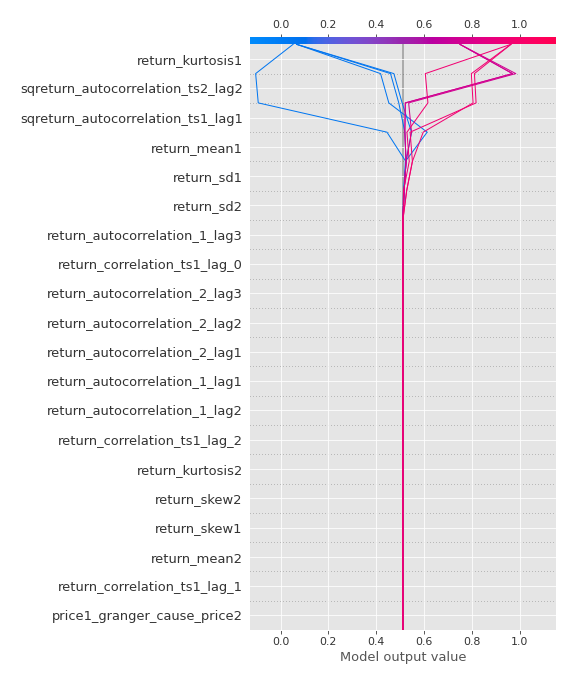 0.0 0.2 0.4 0.6 0.8 1.0
return_kurtosis1
sqreturn_autocorrelation_ts2_lag2
sqreturn_autocorrelation_ts1_lag1
return_mean1
return_sd1
return_sd2
return_autocorrelation_1_lag3
return_correlation_ts1_lag_0
return_autocorrelation_2_lag3
return_autocorrelation_2_lag2
return_autocorrelation_2_lag1
return_autocorrelation_1_lag1
return_autocorrelation_1_lag2
return_correlation_ts1_lag_2
return_kurtosis2
return_skew2
return_skew1
return_mean2
return_correlation_ts1_lag_1
price1_granger_cause_price2
0.0 0.2 0.4 0.6 0.8 1.0
Model output value